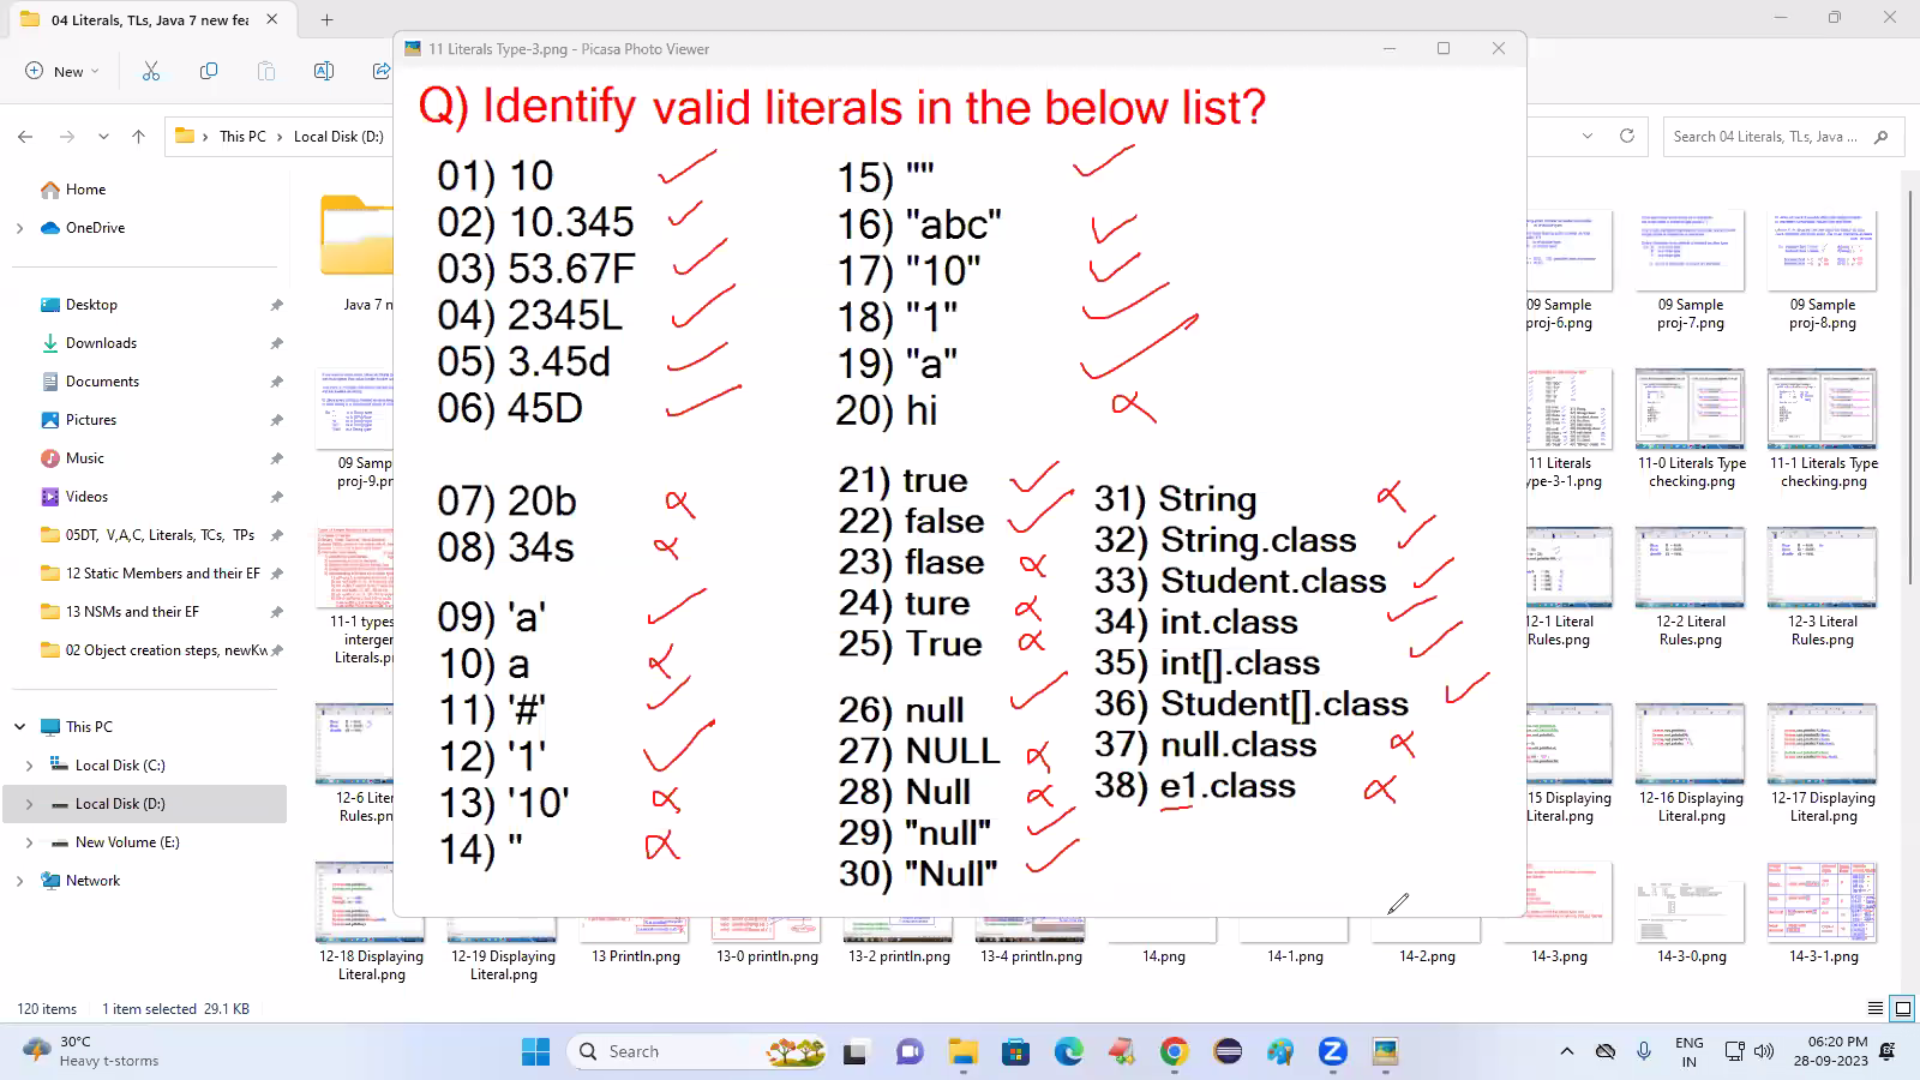 04 Literals, TLs, Java 7 new fea
New
This PC
Local Disk (D:)
Search 04 Literals, TLs, Java ...
11 Literals Type-3.png - Picasa Photo Viewer
Q) Identify valid literals in the below list?
01) 10
02) 10.345
03) 53.67F
04) 2345L
05) 3.45d
06) 45D
07) 20b
08) 34s
09) 'a'
10) a
11) '#'
12) '1'
13) '10'
14) ''
15) ""
16) "abc"
17) "10"
18) "1"
19) "a"
20) hi
21) true
22) false
23) flase
24) ture
25) True
26) null
27) NULL
28) Null
29) "null"
30) "Null"
31) String
32) String.class
33) Student.class
34) int.class
35) int[].class
36) Student[].class
37) null.class
38) e1.class
Home
OneDrive
Desktop
Downloads
Documents
Pictures
Music
Videos
05DT, V,A,C, Literals, TCs, TPs
12 Static Members and their EF
13 NSMs and their EF
02 Object creation steps, newKw
This PC
Local Disk (C:)
Local Disk (D:)
New Volume (E:)
Network
Java 7 n
09 Samp
proj-9.pn
11-1 types
interger
Literals.pn
12-6 Liter
Rules.pn
09 Sample
proj-6.png
09 Sample
proj-7.png
09 Sample
proj-8.png
11 Literals
ype-3-1.png
11-0 Literals Type
checking.png
11-1 Literals Type
checking.png
12-1 Literal
Rules.png
12-2 Literal
Rules.png
12-3 Literal
Rules.png
15 Displaying
Literal.png
12-16 Displaying
Literal.png
12-17 Displaying
Literal.png
12-18 Displaying
Literal.png
12-19 Displaying
Literal.png
13 Println.png
13-0 println.png
13-2 println.png
13-4 println.png
14.png
14-1.png
14-2.png
14-3.png
14-3-0.png
14-3-1.png
120 items
1 item selected 29.1 KB
30°C
Heavy t-storms
Search
ENG
IN
06:20 PM
28-09-2023